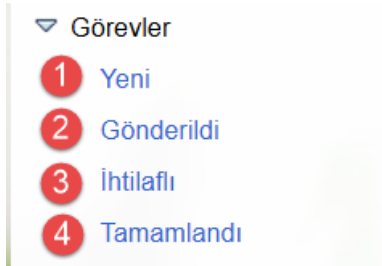 Görevler
1 Yeni
2 Gönderildi
3 İhtilaflı
4 Tamamlandı